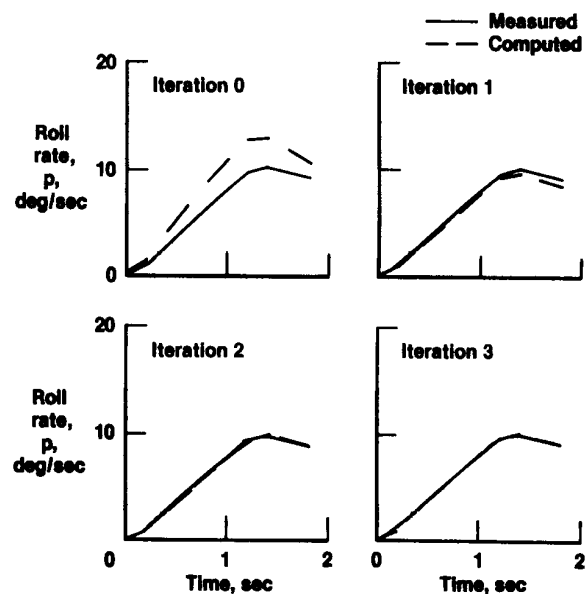 Measured
Computed
20
Iteration 0
Iteration 1
Roll
rate,
p,
deg/sec
10
0
20
Iteration 2
Iteration 3
Roll
rate,
p,
deg/sec
10
0
1
2
0
1
2
Time, sec
Time, sec